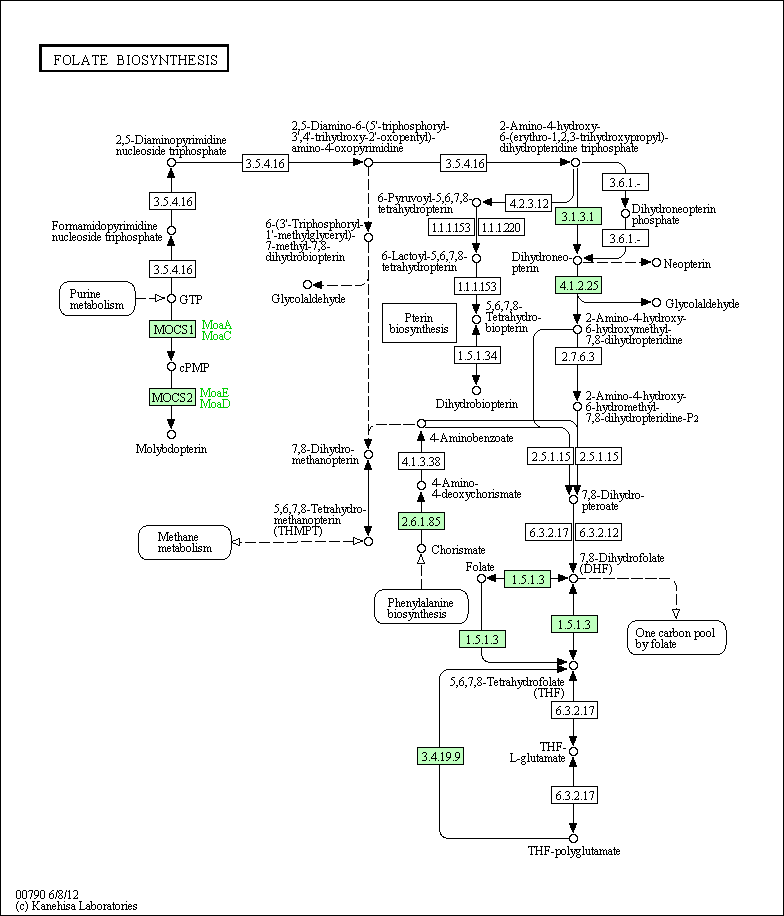 FOLATE BIOSYNTHESIS
2,5-Diaminopyrimidine
nucleoside triphosphate
2,5-Diamino-6-(5'-triphosphoryl-
3',4'-trihydroxy-2'-oxopentyl)-
amino-4-oxopyrimidine
2-Amino-4-hydroxy-
6-(erythro-1,2,3-trihydroxypropyl)-
dihydropteridine triphosphate
3.5.4.16
3.5.4.16
3.6.1.-
3.5.4.16
6-Pyruvoyl-5,6,7,8-
tetrahydropterin
4.2.3.12
3.1.3.1
Dihydroneopterin
phosphate
Formamidopyrimidine
nucleoside triphosphate
6-(3'-Triphosphoryl-
1'-methylglyceryl)-
7-methyl-7,8-
dihydrobiopterin
1.1.1.153
1.1.1.220
3.6.1.-
3.5.4.16
6-Lactoyl-5,6,7,8-
tetrahydropterin
Dihydroneo-
pterin
Neopterin
Purine
metabolism
GTP
Glycolaldehyde
1.1.1.153
4.1.2.25
Glycolaldehyde
MOCS1
MoaA
MoaC
Pterin
biosynthesis
5,6,7,8-
Tetrahydro-
biopterin
2-Amino-4-hydroxy-
6-hydroxymethyl-
7,8-dihydropteridine
1.5.1.34
2.7.6.3
cPMP
MOCS2
MoaE
MoaD
Dihydrobiopterin
2-Amino-4-hydroxy-
6-hydromethyl-
7,8-dihydropteridine-P2
Molybdopterin
4-Aminobenzoate
7,8-Dihydro-
methanopterin
4.1.3.38
2.5.1.15
2.5.1.15
4-Amino-
4-deoxychorismate
7,8-Dihydro-
pteroate
5,6,7,8-Tetrahydro-
methanopterin
(THMPT)
2.6.1.85
6.3.2.17
6.3.2.12
Methane
metabolism
Chorismate
7,8-Dihydrofolate
(DHF)
Folate
1.5.1.3
Phenylalanine
biosynthesis
1.5.1.3
1.5.1.3
One carbon pool
by folate
5,6,7,8-Tetrahydrofolate
(THF)
6.3.2.17
3.4.19.9
THF-
L-glutamate
6.3.2.17
THF-polyglutamate
00790 6/8/12
(c) Kanehisa Laboratories